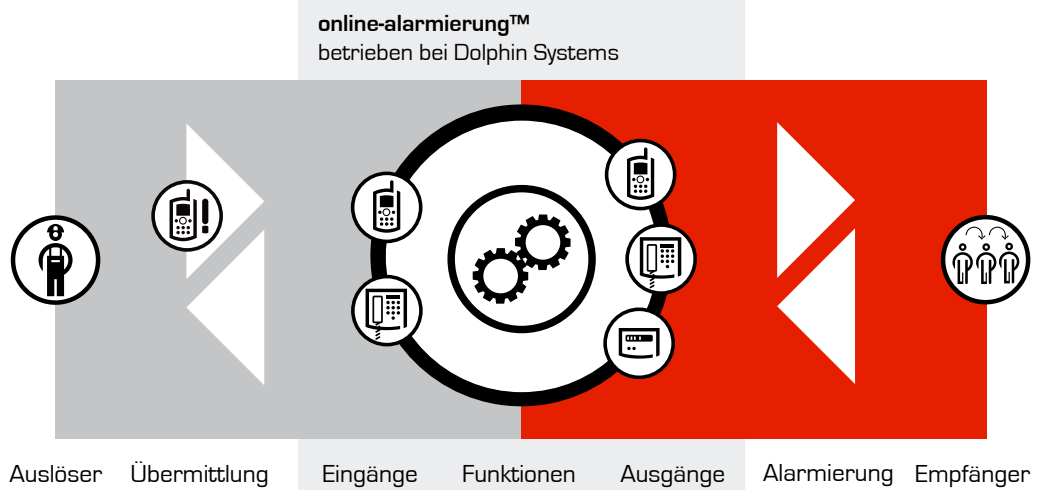 online-alarmierung™
betrieben bei Dolphin Systems
Auslöser Übermittlung Eingänge Funktionen Ausgänge Alarmierung Empfänger